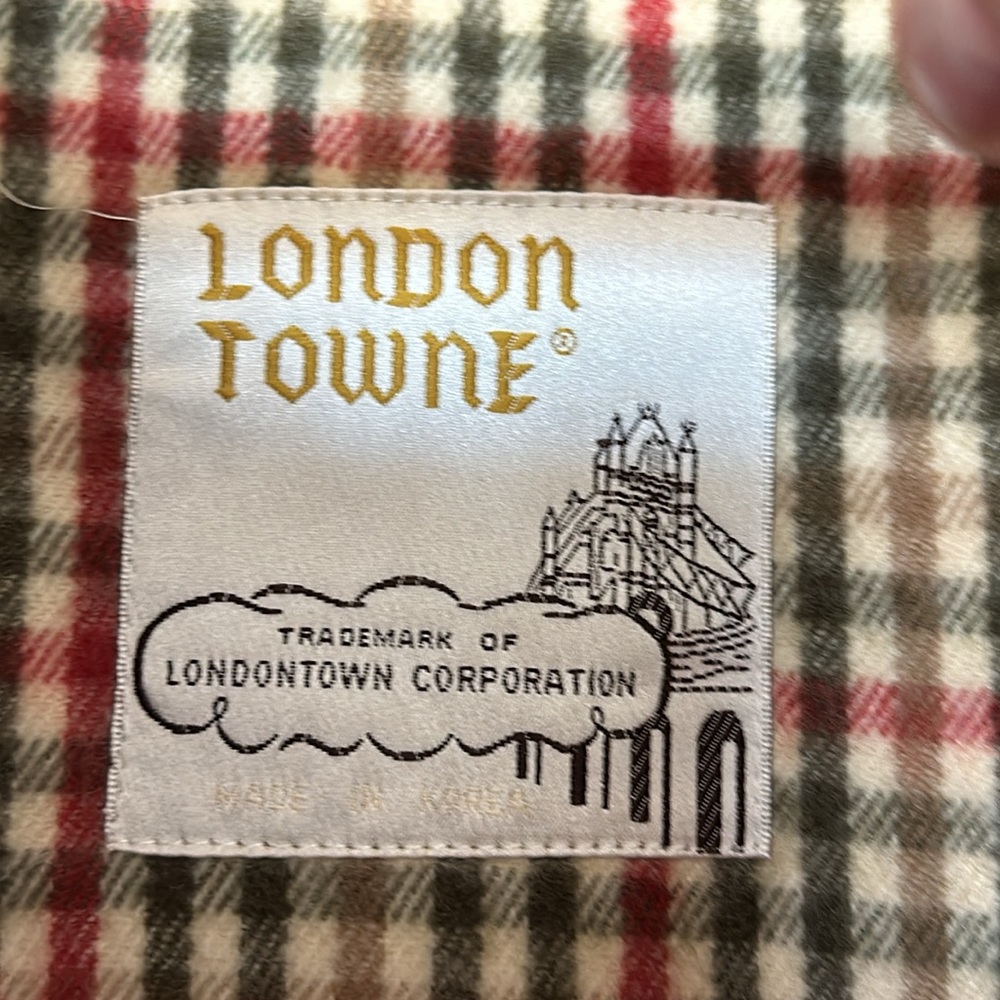 LONDON
TOWNE®
TRADEMARK OF
LONDONTOWN CORPORATION
MADE IN KOREA